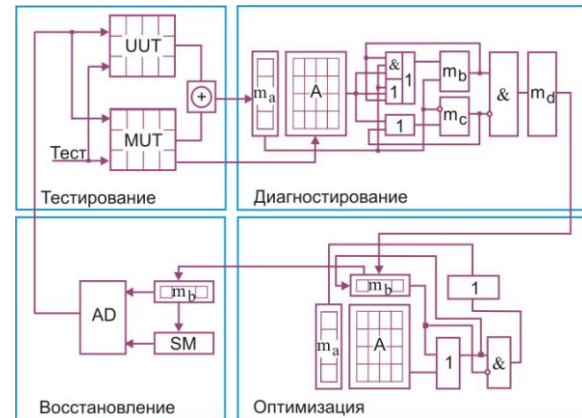 UUT
MUT
Тест
+
Тестирование
m_a
A
&
1
1
1
m_b
m_c
&
m_d
Диагностирование
AD
m_b
SM
Восстановление
m_b
m_a
A
1
1
&
Оптимизация